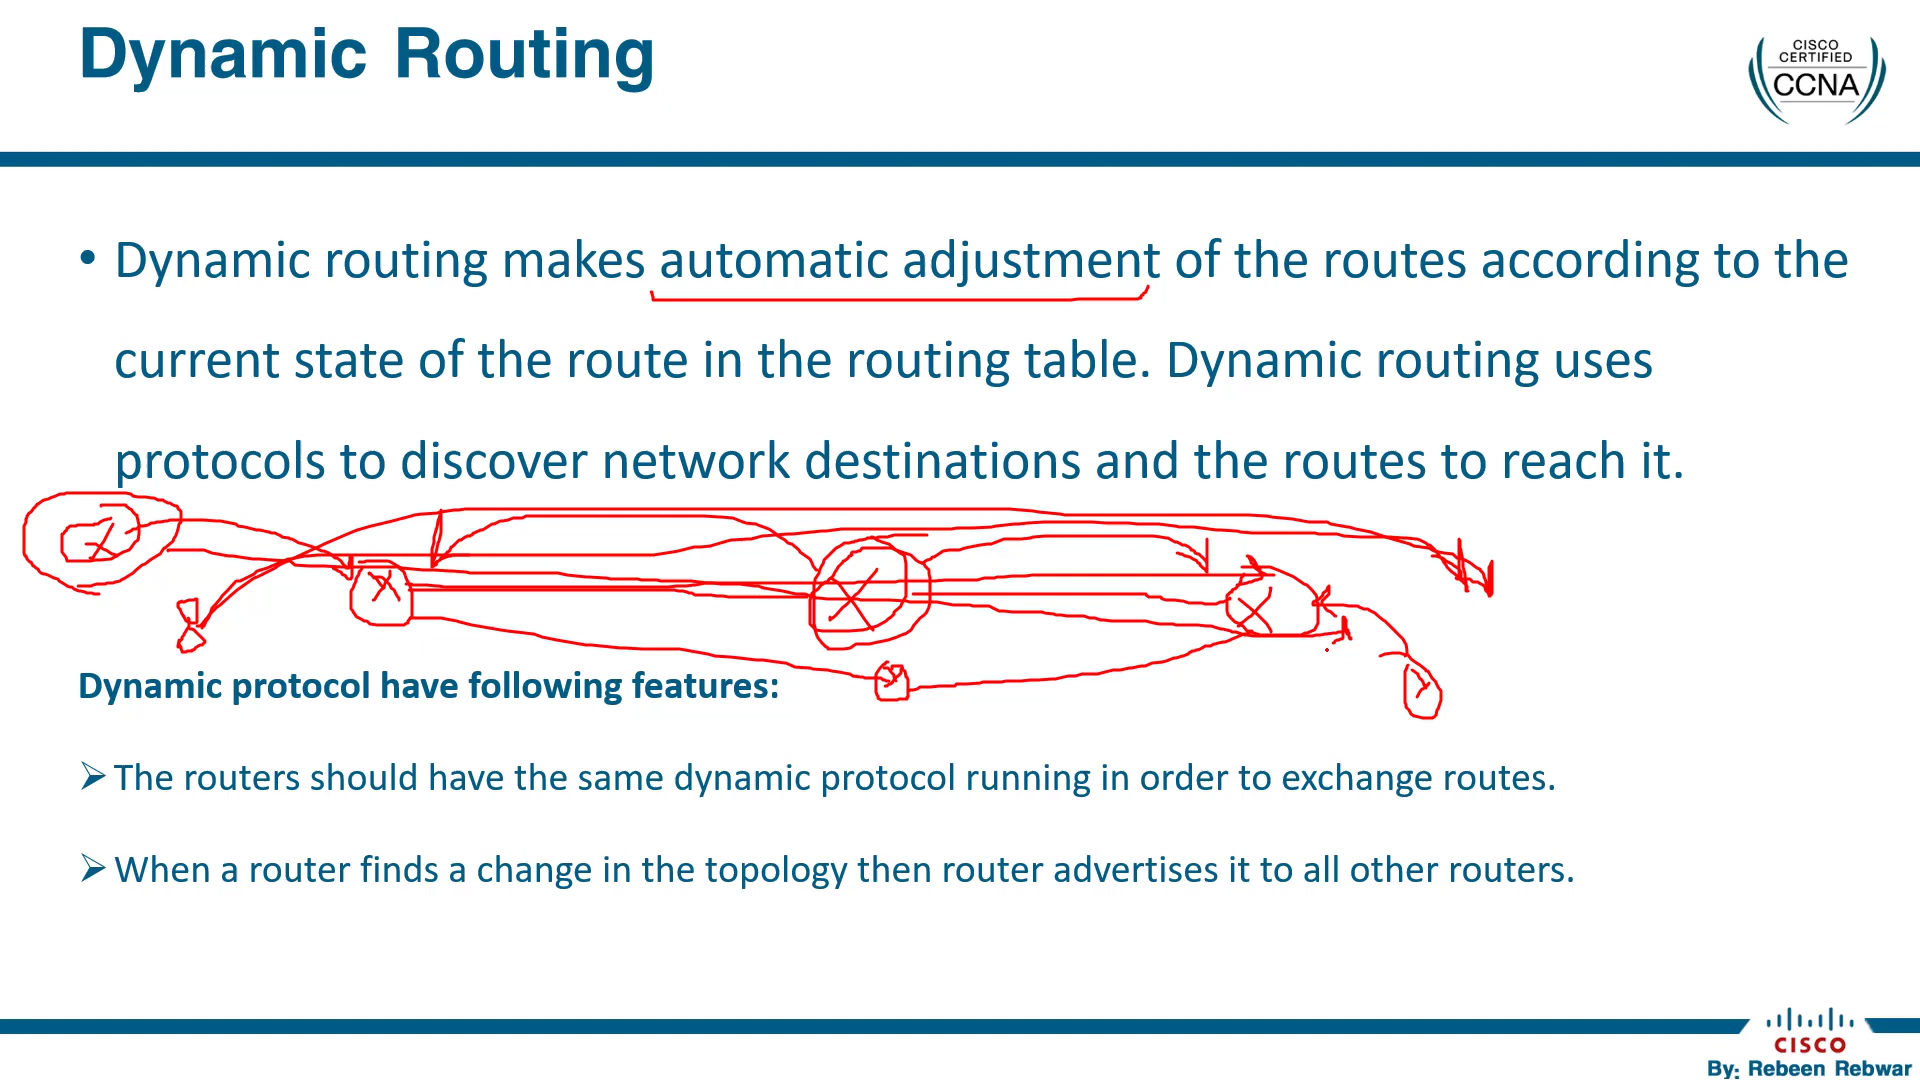 Dynamic Routing
CISCO
CERTIFIED
CCNA
• Dynamic routing makes automatic adjustment of the routes according to the
current state of the route in the routing table. Dynamic routing uses
protocols to discover network destinations and the routes to reach it.
Dynamic protocol have following features:
➢ The routers should have the same dynamic protocol running in order to exchange routes.
➢ When a router finds a change in the topology then router advertises it to all other routers.
CISCO
By: Rebeen Rebwar